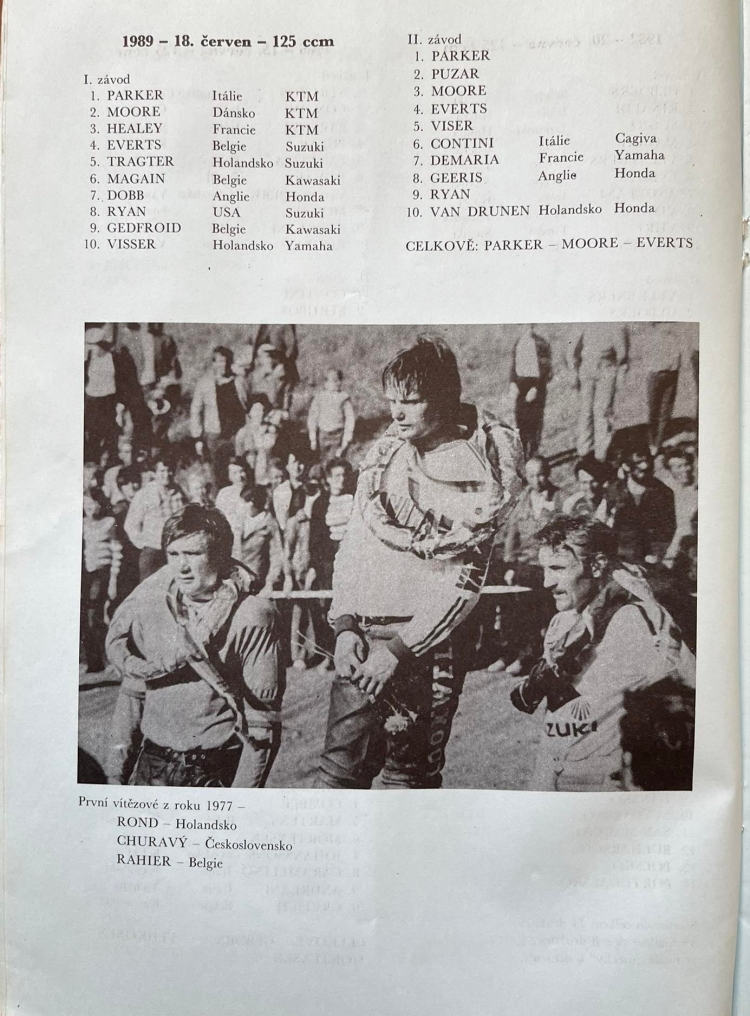 1989 – 18. červen – 125 ccm
I. závod
1. PARKER Itálie KTM
2. MOORE Dánsko KTM
3. HEALEY Francie KTM
4. EVERTS Belgie Suzuki
5. TRAGTER Holandsko Suzuki
6. MAGAIN Belgie Kawasaki
7. DOBB Anglie Honda
8. RYAN USA Suzuki
9. GEDFROID Belgie Kawasaki
10. VISSER Holandsko Yamaha
II. závod
1. PARKER
2. PUZAR
3. MOORE
4. EVERTS
5. VISER
6. CONTINI Itálie Cagiva
7. DEMARIA Francie Yamaha
8. GEERIS Anglie Honda
9. RYAN
10. VAN DRUNEN Holandsko Honda
CELKOVĚ: PARKER – MOORE – EVERTS
ZUKI
První vítězové z roku 1977 –
ROND – Holandsko
CHURAVÝ – Československo
RAHIER – Belgie